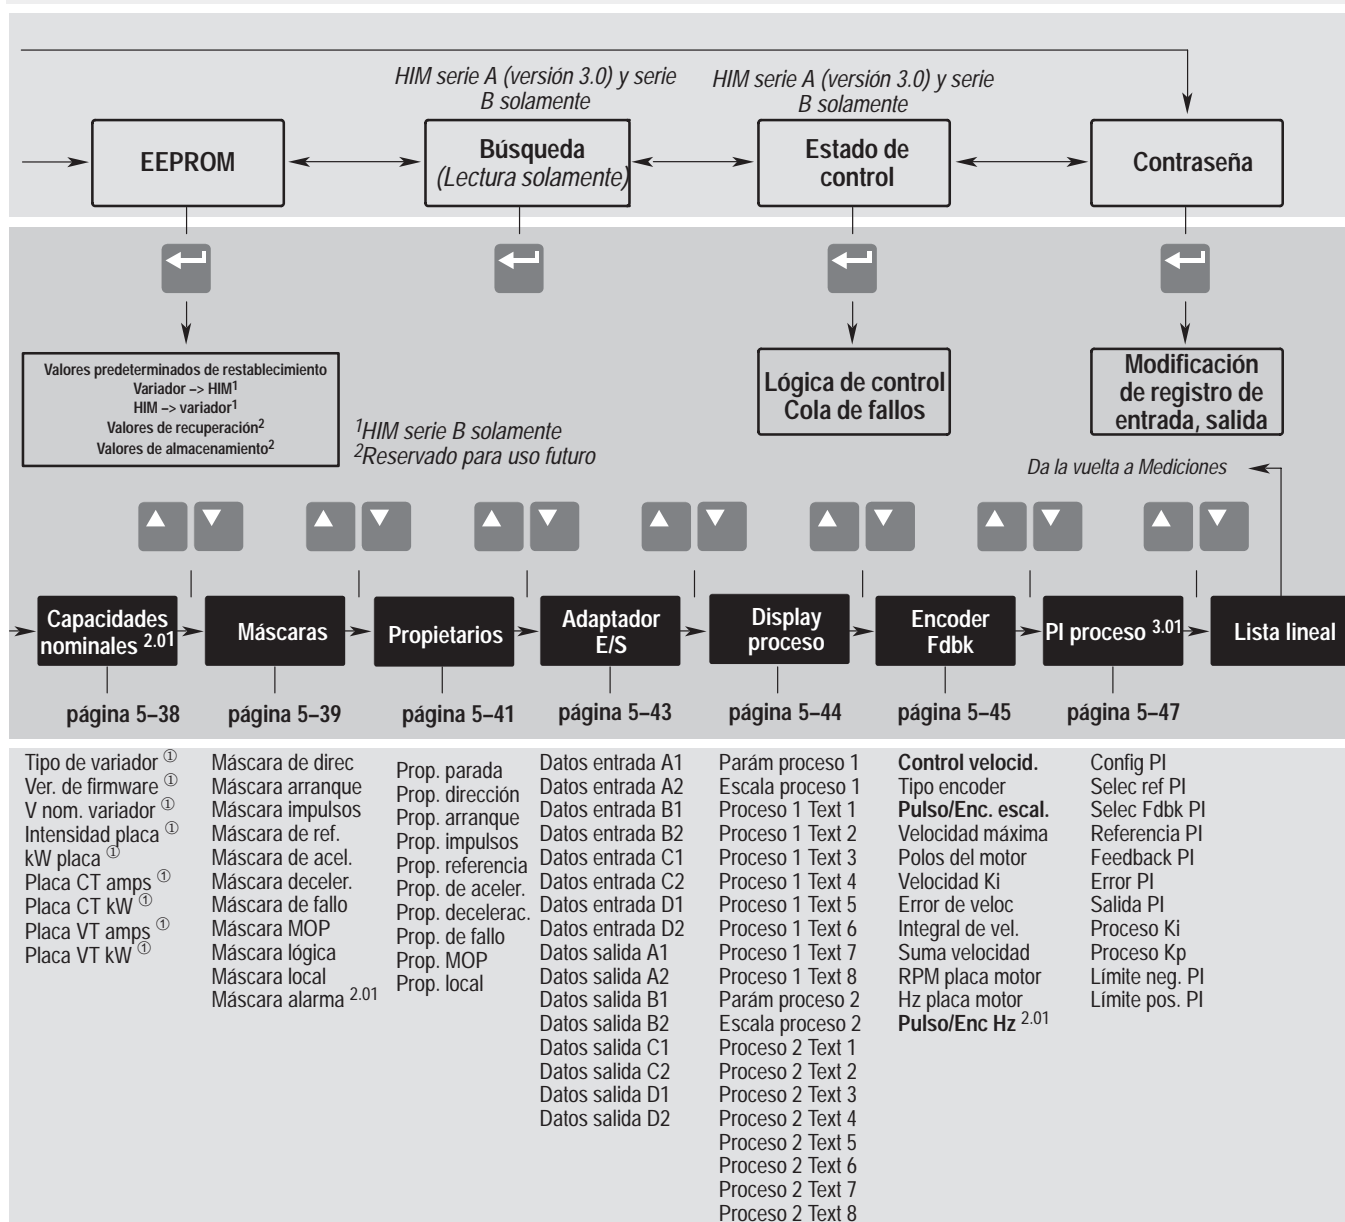 HIM serie A (versión 3.0) y serie
B solamente
HIM serie A (versión 3.0) y serie
B solamente
EEPROM
Búsqueda
(Lectura solamente)
Estado de
control
Contraseña
Valores predeterminados de restablecimiento
Variador –> HIM1
HIM –> variador1
Valores de recuperación2
Valores de almacenamiento2
1HIM serie B solamente
2Reservado para uso futuro
Lógica de control
Cola de fallos
Modificación
de registro de
entrada, salida
Da la vuelta a Mediciones
Capacidades
nominales 2.01
Máscaras
Propietarios
Adaptador
E/S
Display
proceso
Encoder
Fdbk
PI proceso 3.01
Lista lineal
página 5–38
página 5–39
página 5–41
página 5–43
página 5–44
página 5–45
página 5–47
Tipo de variador ①
Ver. de firmware ①
V nom. variador ①
Intensidad placa ①
kW placa ①
Placa CT amps ①
Placa CT kW ①
Placa VT amps ①
Placa VT kW ①
Máscara de direc
Máscara arranque
Máscara impulsos
Máscara de ref.
Máscara de acel.
Máscara deceler.
Máscara de fallo
Máscara MOP
Máscara lógica
Máscara local
Máscara alarma 2.01
Prop. parada
Prop. dirección
Prop. arranque
Prop. impulsos
Prop. referencia
Prop. de aceler.
Prop. decelerac.
Prop. de fallo
Prop. MOP
Prop. local
Datos entrada A1
Datos entrada A2
Datos entrada B1
Datos entrada B2
Datos entrada C1
Datos entrada C2
Datos entrada D1
Datos entrada D2
Datos salida A1
Datos salida A2
Datos salida B1
Datos salida B2
Datos salida C1
Datos salida C2
Datos salida D1
Datos salida D2
Parám proceso 1
Escala proceso 1
Proceso 1 Text 1
Proceso 1 Text 2
Proceso 1 Text 3
Proceso 1 Text 4
Proceso 1 Text 5
Proceso 1 Text 6
Proceso 1 Text 7
Proceso 1 Text 8
Parám proceso 2
Escala proceso 2
Proceso 2 Text 1
Proceso 2 Text 2
Proceso 2 Text 3
Proceso 2 Text 4
Proceso 2 Text 5
Proceso 2 Text 6
Proceso 2 Text 7
Proceso 2 Text 8
Control velocid.
Tipo encoder
Pulso/Enc. escal.
Velocidad máxima
Polos del motor
Velocidad Ki
Error de veloc
Integral de vel.
Suma velocidad
RPM placa motor
Hz placa motor
Pulso/Enc Hz 2.01
Config PI
Selec ref PI
Selec Fdbk PI
Referencia PI
Feedback PI
Error PI
Salida PI
Proceso Ki
Proceso Kp
Límite neg. PI
Límite pos. PI